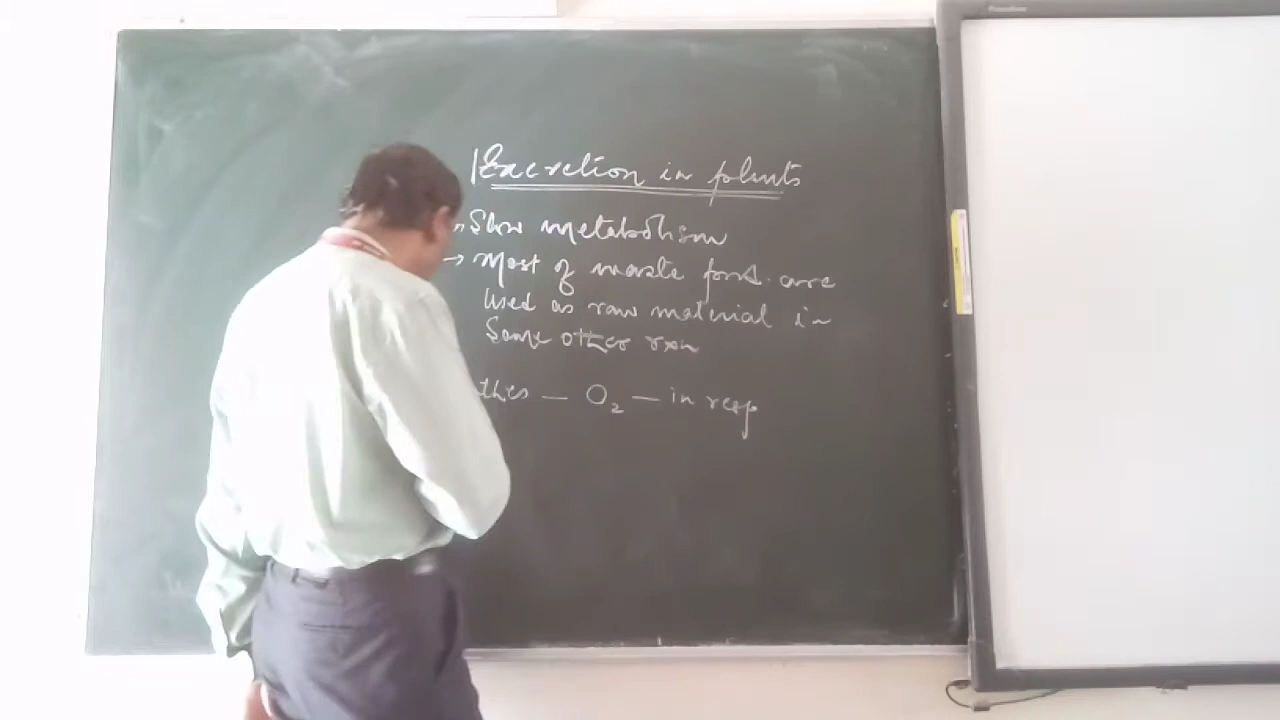 Excretion in plants
Slow metabolism
→ Most of waste are
used as raw material in
Some other rxn
thes — O2 — in resp